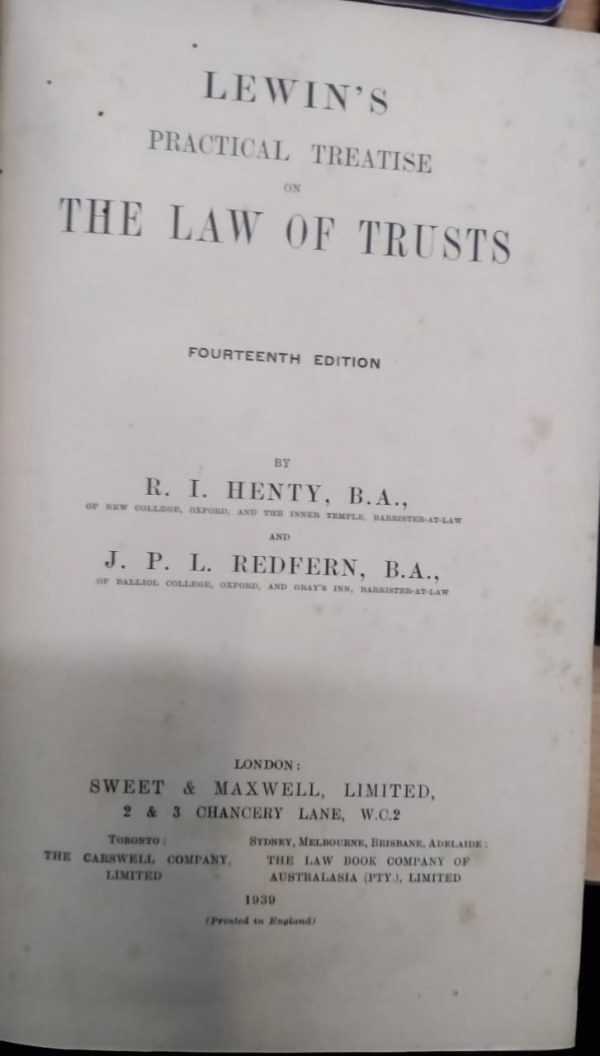 LEWIN'S
PRACTICAL TREATISE
ON
THE LAW OF TRUSTS
FOURTEENTH EDITION
BY
R. I. HENTY, B.A.,
OF NEW COLLEGE, OXFORD, AND THE INNER TEMPLE, BARRISTER-AT-LAW
AND
J. P. L. REDFERN, B.A.,
OF BALLIOL COLLEGE, OXFORD, AND GRAY'S INN, BARRISTER-AT-LAW
LONDON:
SWEET & MAXWELL, LIMITED,
2 & 3 CHANCERY LANE, W.C.2
TORONTO:
THE CARSWELL COMPANY,
LIMITED
SYDNEY, MELBOURNE, BRISBANE, ADELAIDE:
THE LAW BOOK COMPANY OF
AUSTRALASIA (PTY.), LIMITED
1939
(Printed in England)